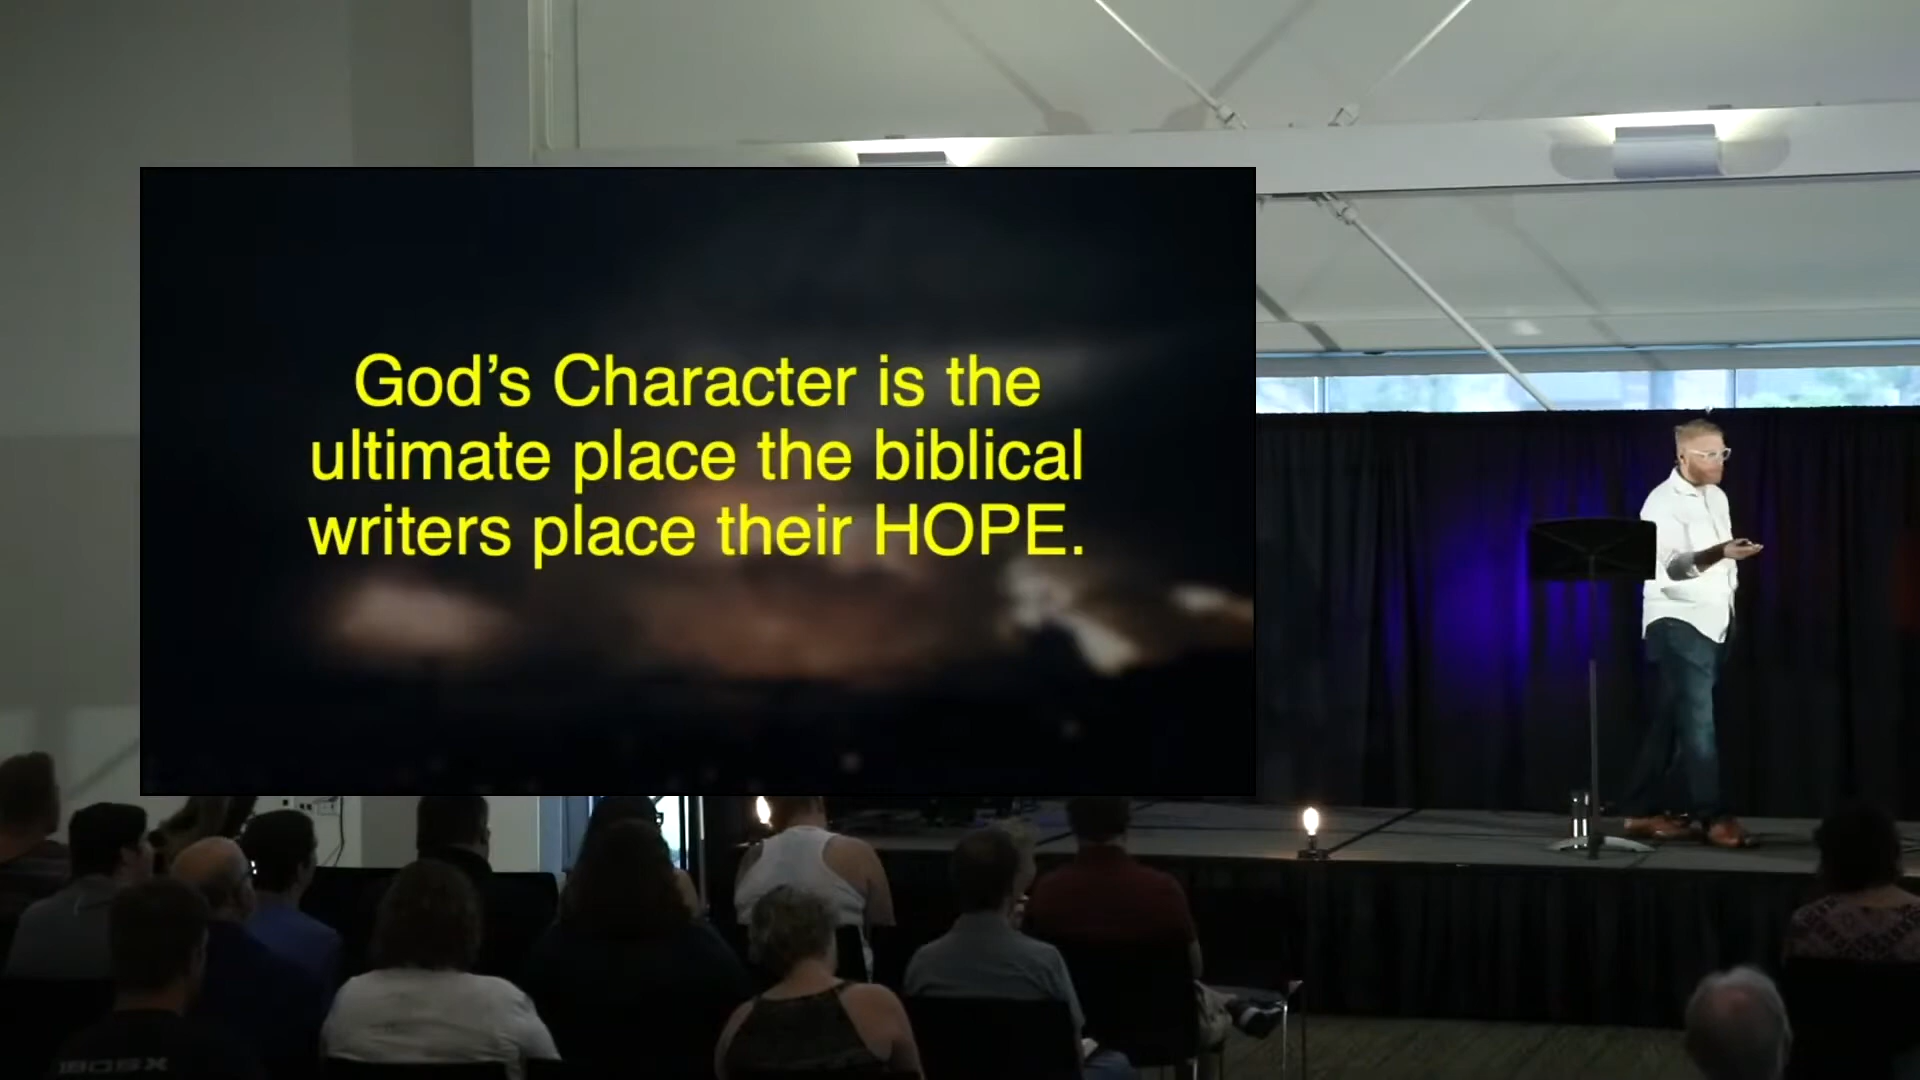 God’s Character is the
ultimate place the biblical
writers place their HOPE.